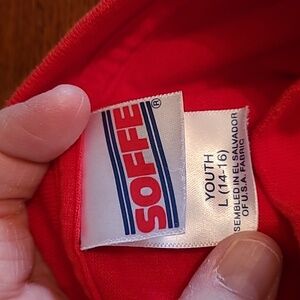 SOFFE®
YOUTH
L (14-16)
SEMBLED IN EL SALVADOR
OF U.S.A. FABRIC